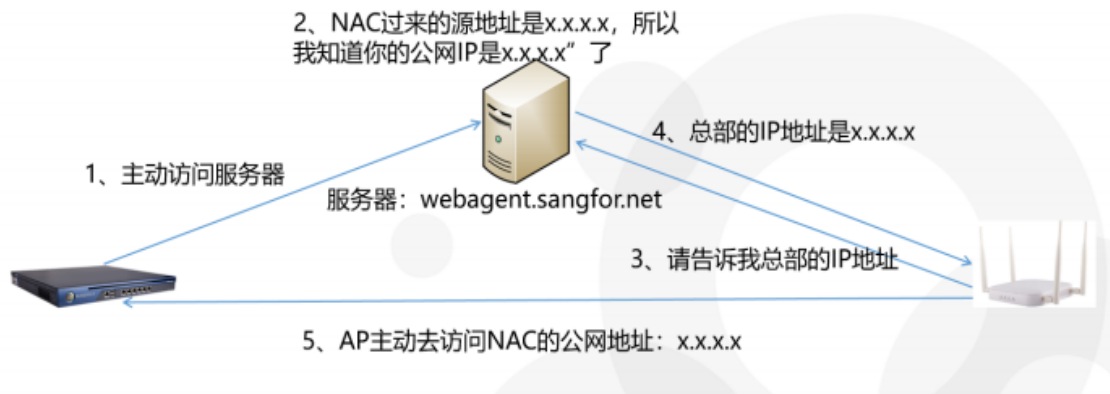 2、NAC过来的源地址是x.x.x.x，所以
我知道你的公网IP是x.x.x.x”了
4、总部的IP地址是x.x.x.x
1、主动访问服务器
服务器：webagent.sangfor.net
3、请告诉我总部的IP地址
5、AP主动去访问NAC的公网地址：x.x.x.x